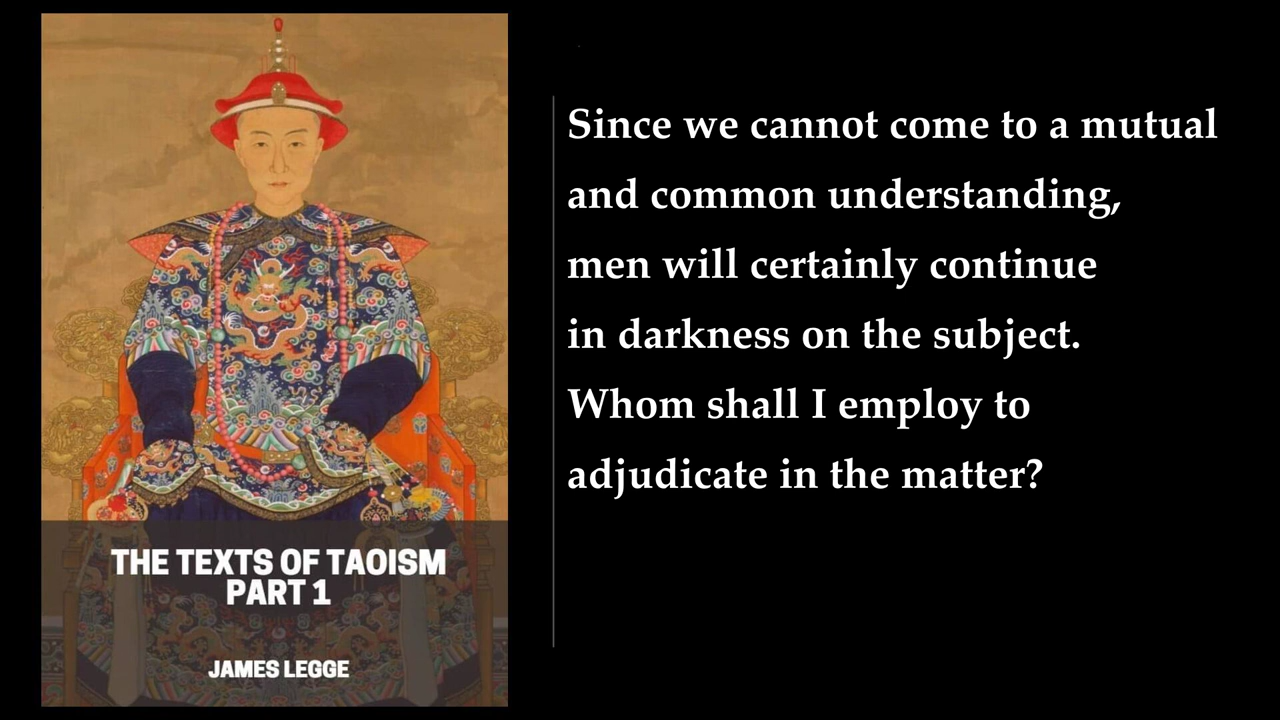 THE TEXTS OF TAOISM
PART 1
JAMES LEGGE
Since we cannot come to a mutual
and common understanding,
men will certainly continue
in darkness on the subject.
Whom shall I employ to
adjudicate in the matter?